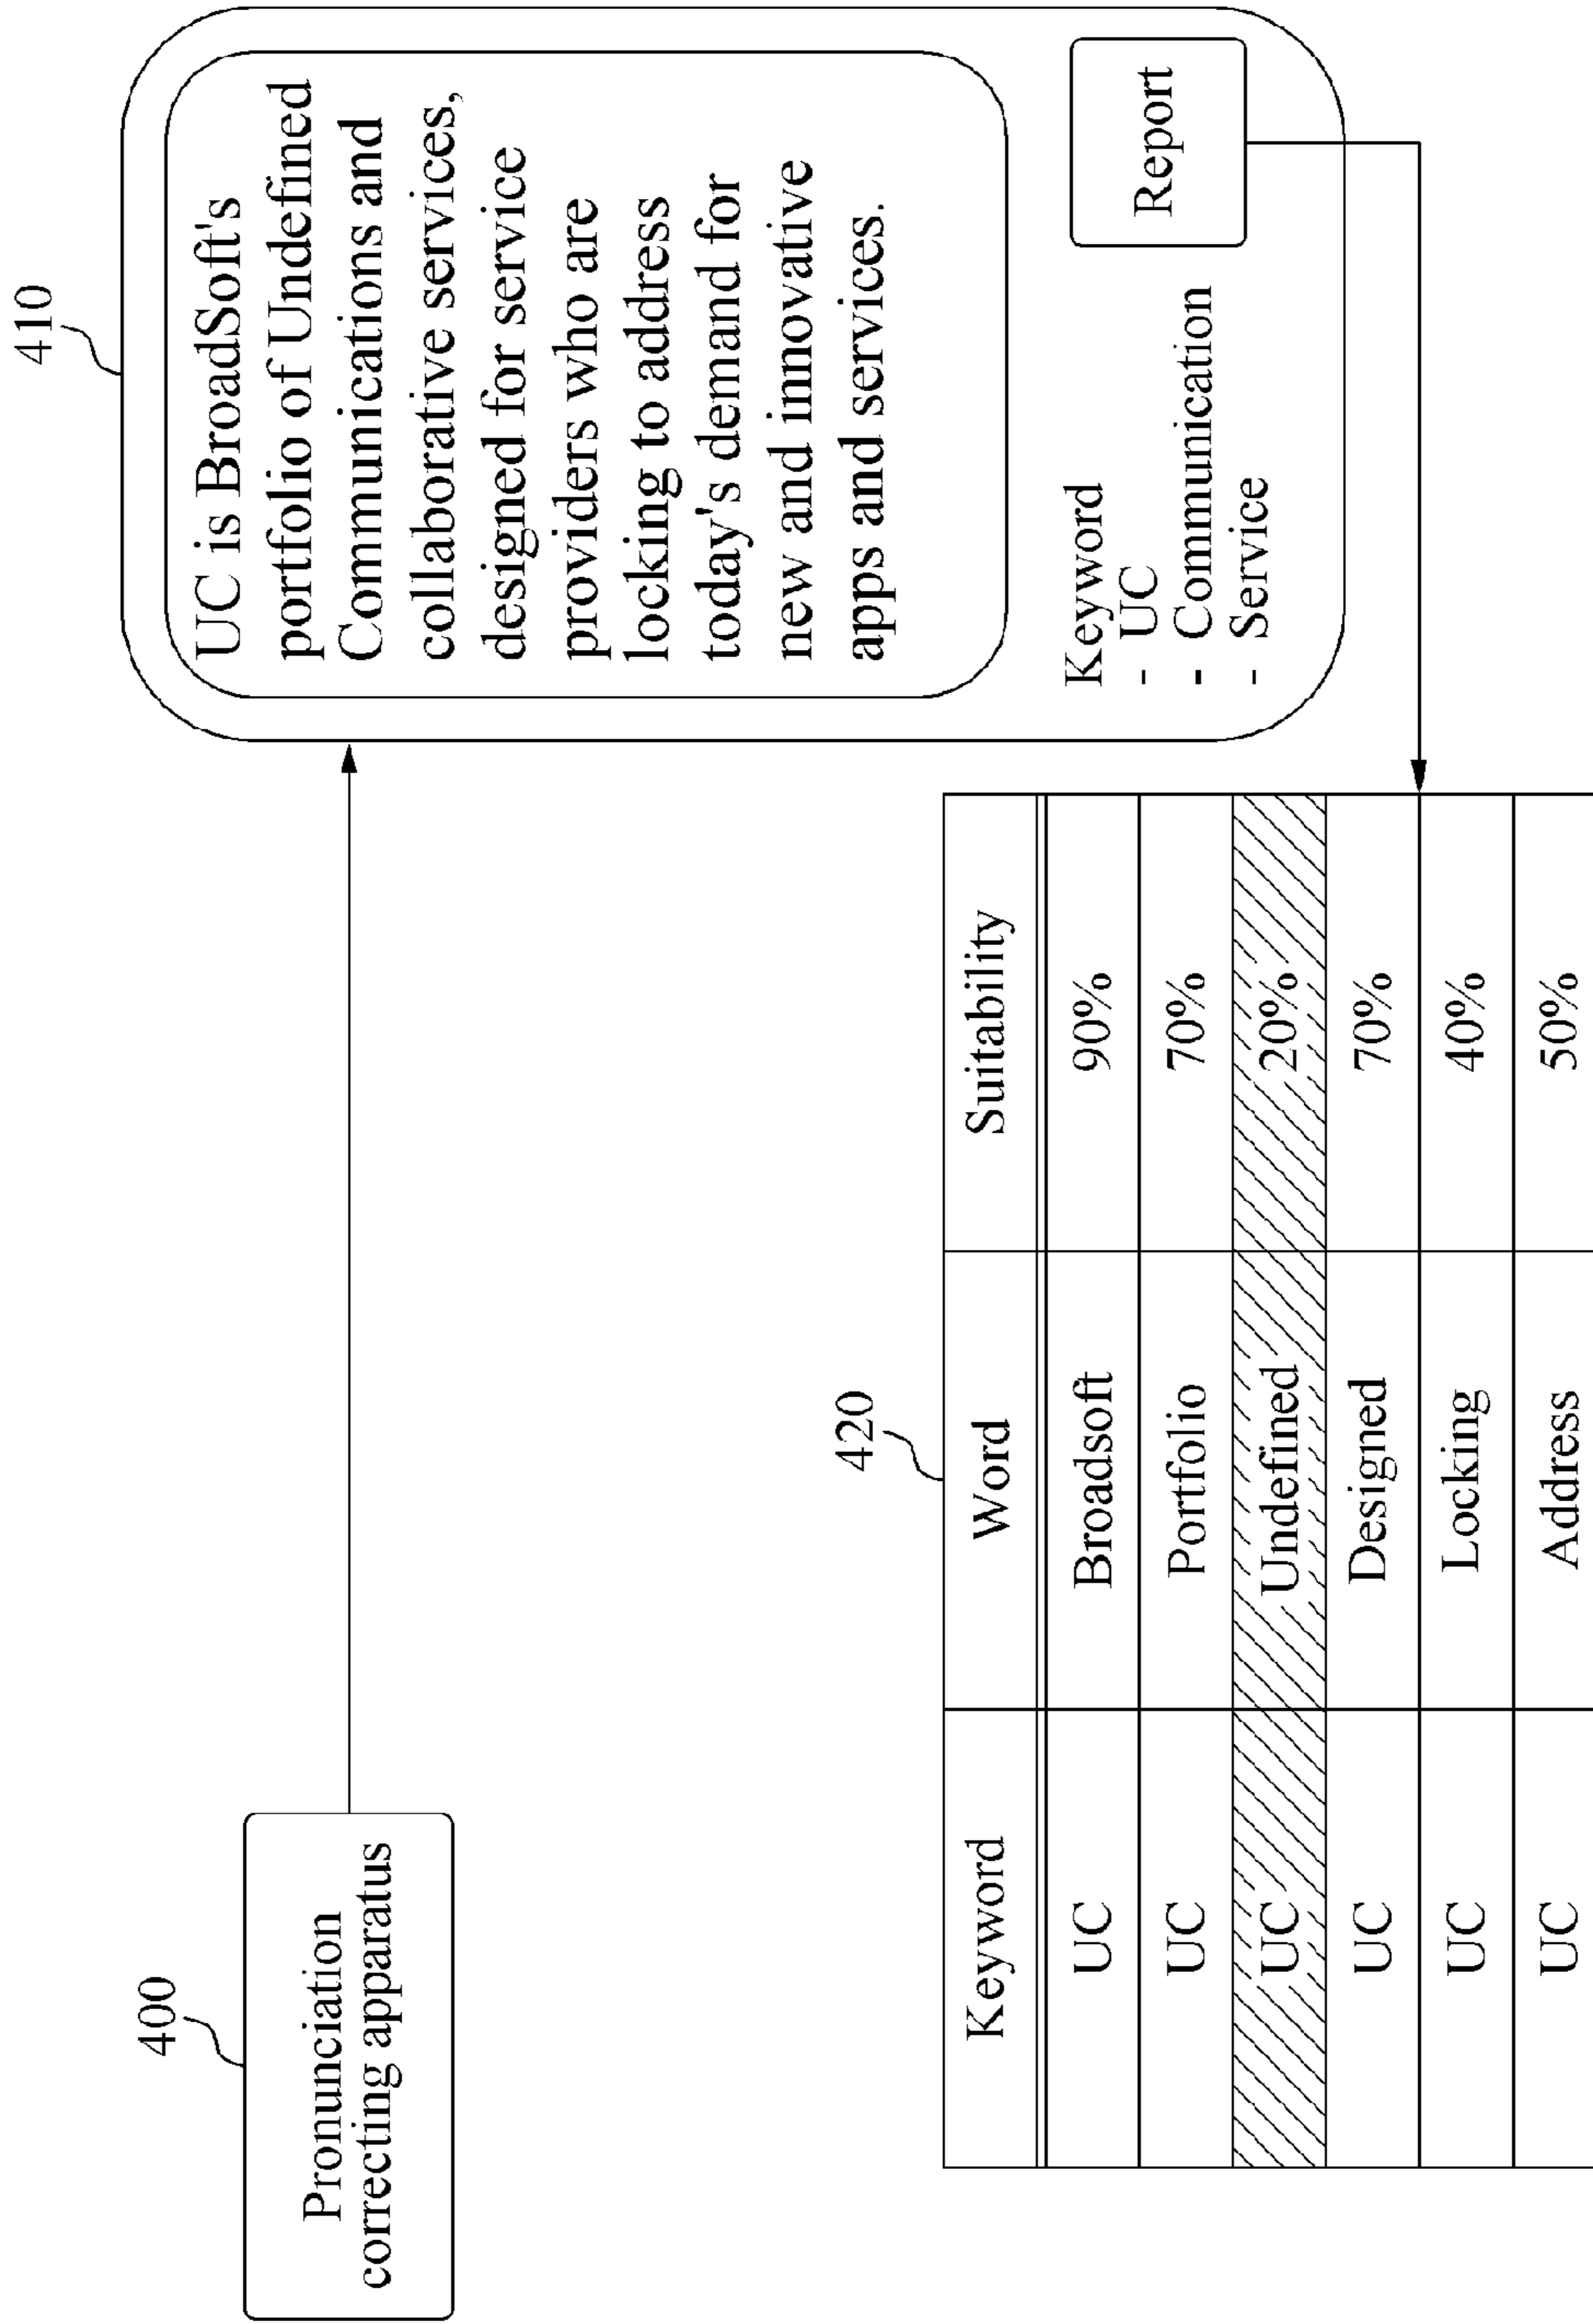 400
Pronunciation
correcting apparatus
410
UC is BroadSoft's
portfolio of Undefined
Communications and
collaborative services,
designed for service
providers who are
locking to address
today's demand for
new and innovative
apps and services.
Keyword
- UC
- Communication
- Service
Report
420
Keyword Word Suitability
UC Broadsoft 90%
UC Portfolio 70%
UC Undefined 20%
UC Designed 70%
UC Locking 40%
UC Address 50%